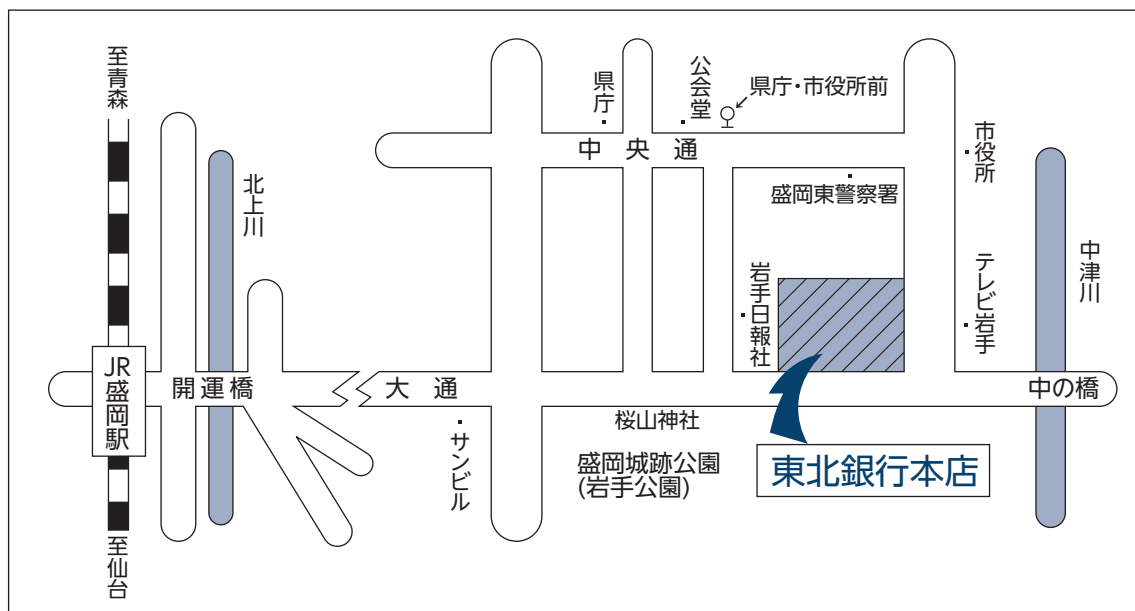 至青森
北上川
県庁
公会堂
県庁・市役所前
中央通
市役所
盛岡東警察署
中津川
岩手日報社
テレビ岩手
JR盛岡駅
開運橋
大通
中の橋
サンビル
桜山神社
盛岡城跡公園
(岩手公園)
東北銀行本店
至仙台